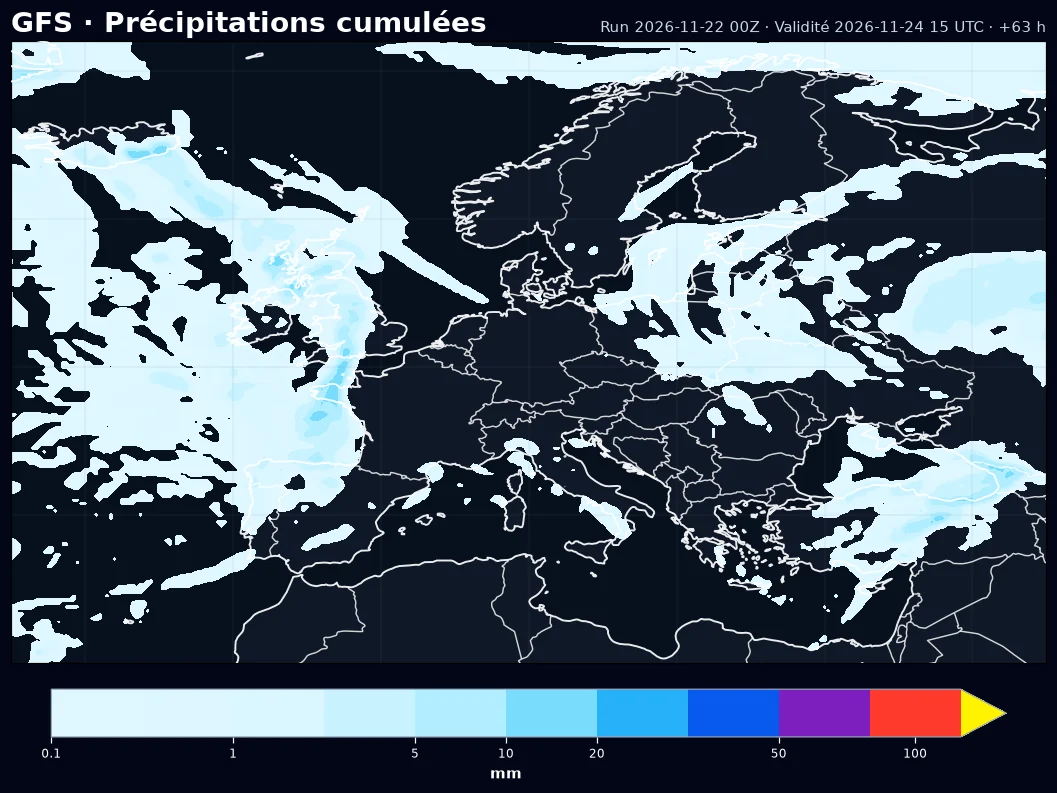 GFS · Précipitations cumulées
Run 2026-11-22 00Z · Validité 2026-11-24 15 UTC · +63 h
0.1 1 5 10 20 50 100
mm